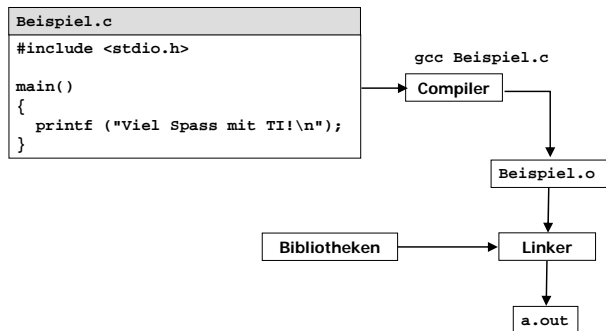 Beispiel.c
#include <stdio.h>
main()
{
printf ("Viel Spass mit TI!\n");
}
gcc Beispiel.c
Compiler
Beispiel.o
Bibliotheken
Linker
a.out